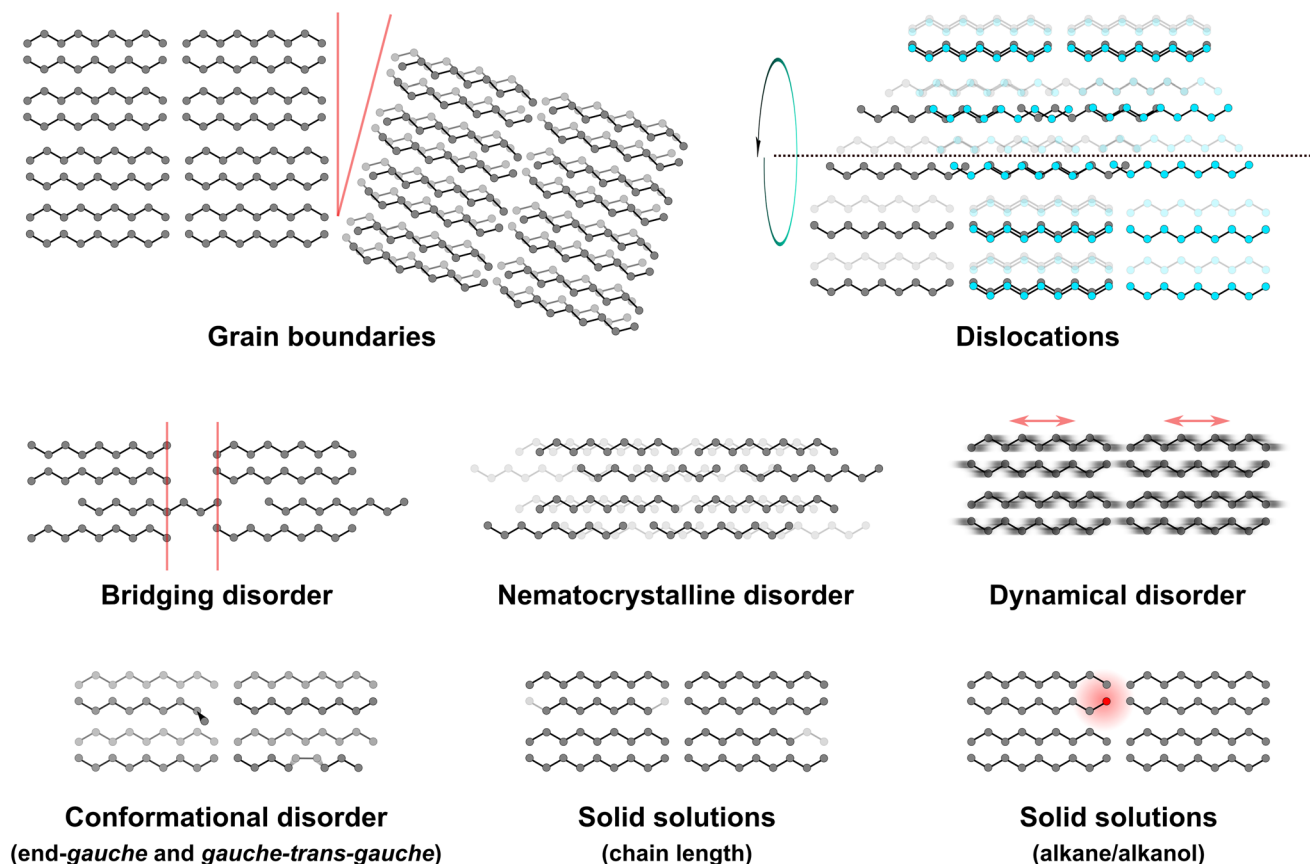 Grain boundaries
Dislocations
Bridging disorder
Nematocrystalline disorder
Dynamical disorder
Conformational disorder
(end-gauche and gauche-trans-gauche)
Solid solutions
(chain length)
Solid solutions
(alkane/alkanol)